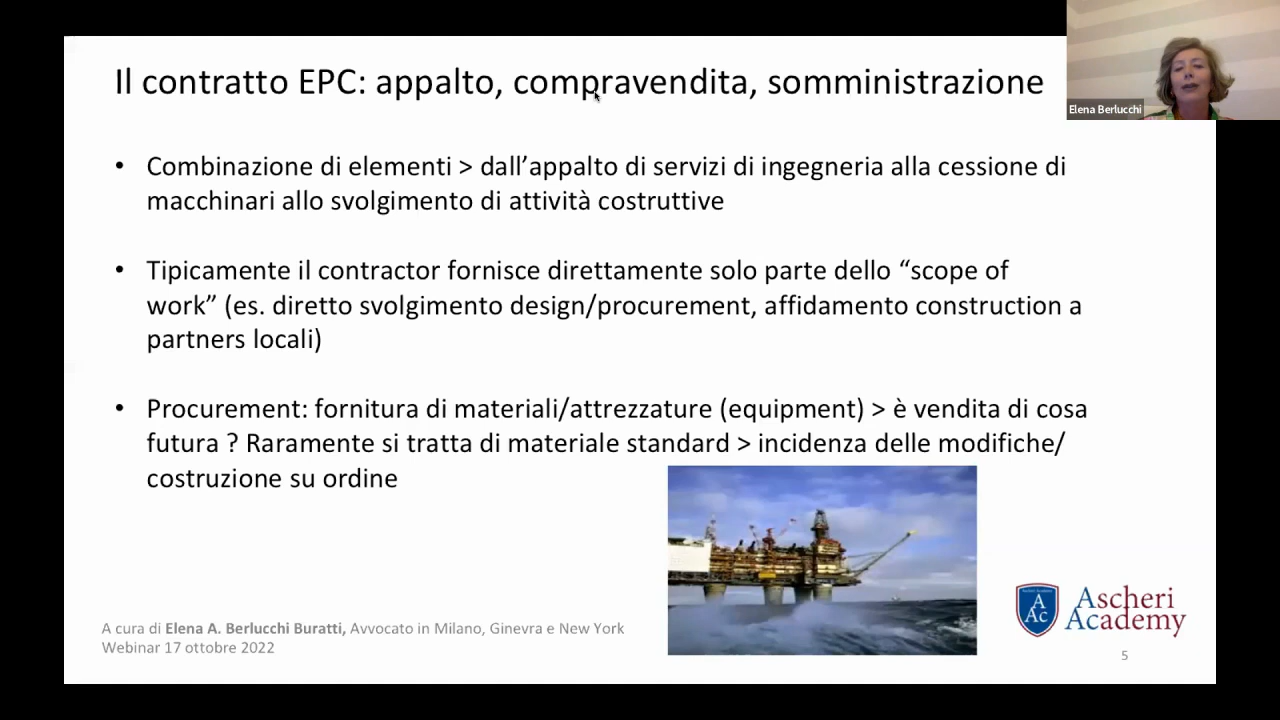 Il contratto EPC: appalto, compravendita, somministrazione
Elena Berlucchi
• Combinazione di elementi > dall’appalto di servizi di ingegneria alla cessione di
macchinari allo svolgimento di attività costruttive
• Tipicamente il contractor fornisce direttamente solo parte dello “scope of
work” (es. diretto svolgimento design/procurement, affidamento construction a
partners locali)
• Procurement: fornitura di materiali/attrezzature (equipment) > è vendita di cosa
futura ? Raramente si tratta di materiale standard > incidenza delle modifiche/
costruzione su ordine
A cura di Elena A. Berlucchi Buratti, Avvocato in Milano, Ginevra e New York
Webinar 17 ottobre 2022
A
Ac
Ascheri
Academy
5